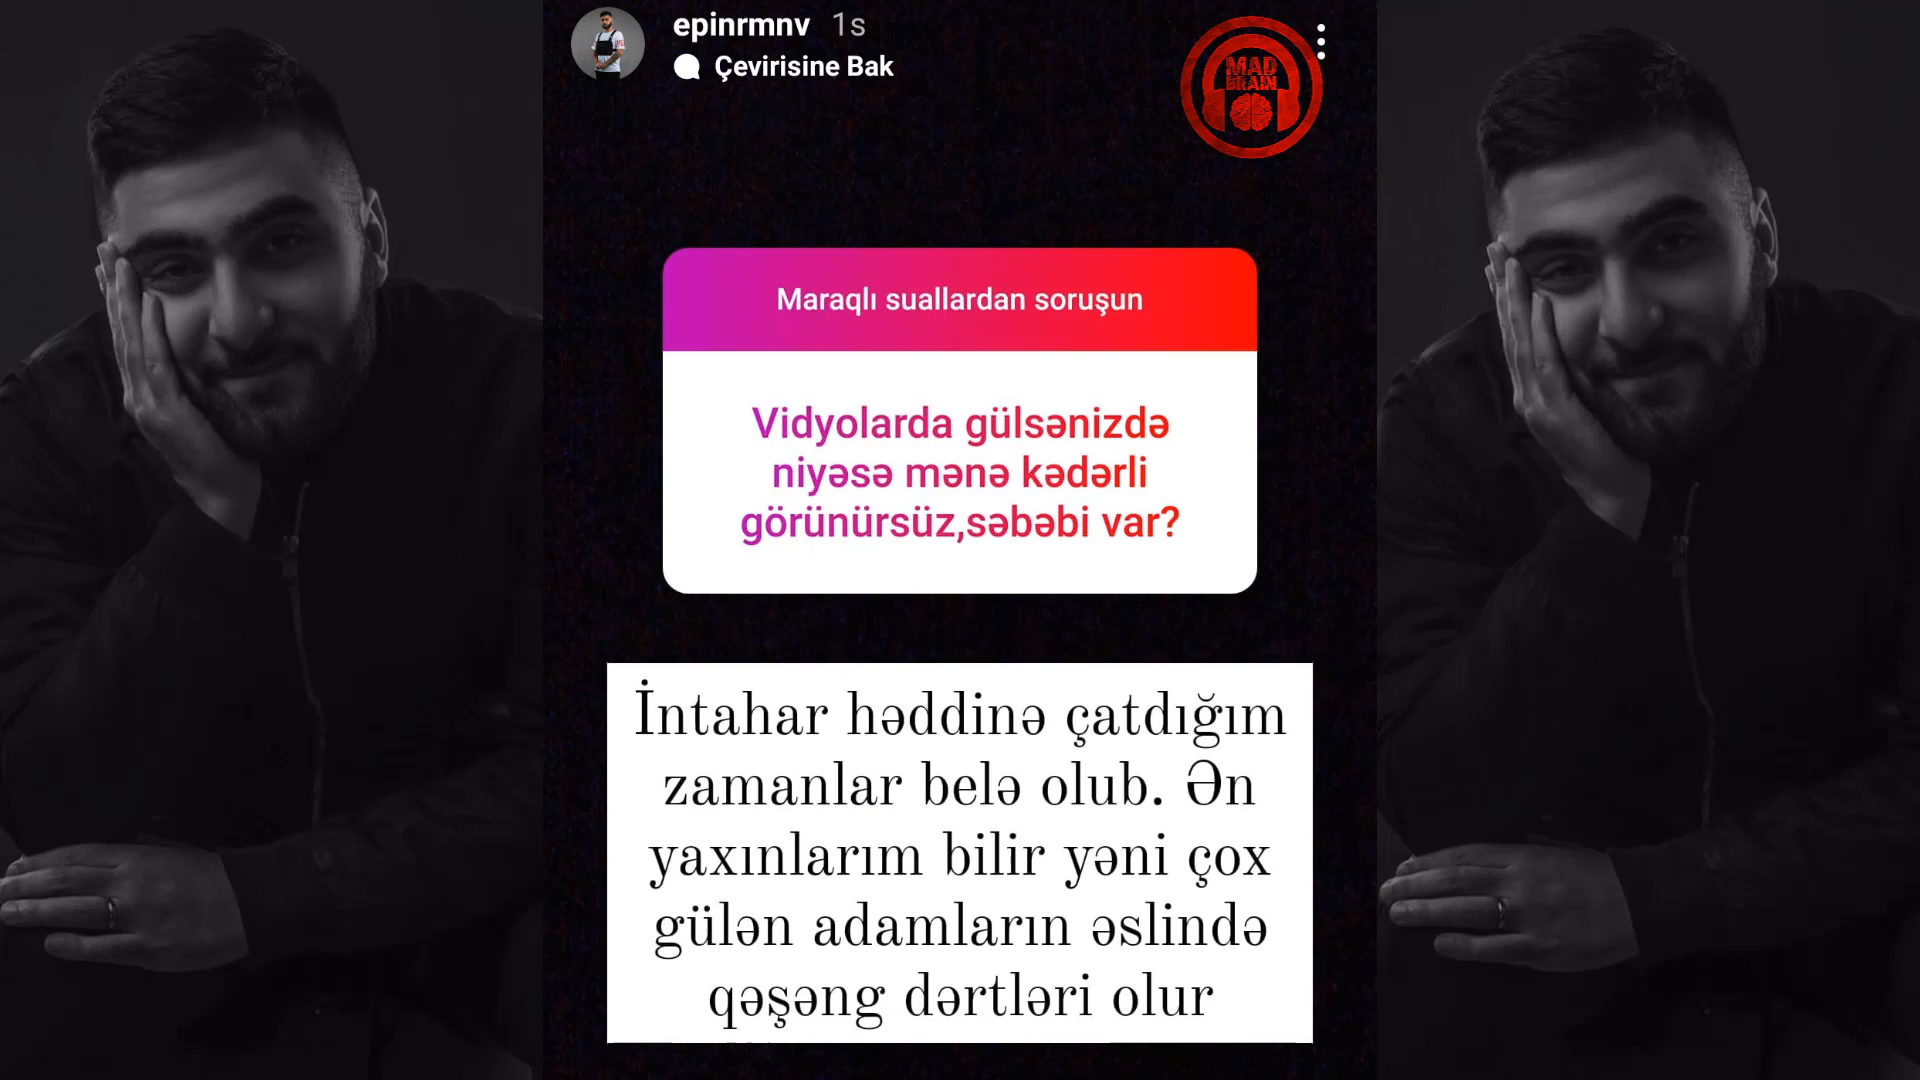 epinrmnv 1s
Çevirisine Bak
MAD
BRAIN
Maraqlı suallardan soruşun
Vidyolarda gülsənizdə
niyəsə mənə kədərli
görünürsüz,səbəbi var?
İntahar həddinə çatdığım
zamanlar belə olub. Ən
yaxınlarım bilir yəni çox
gülən adamların əslində
qəşəng dərtləri olur